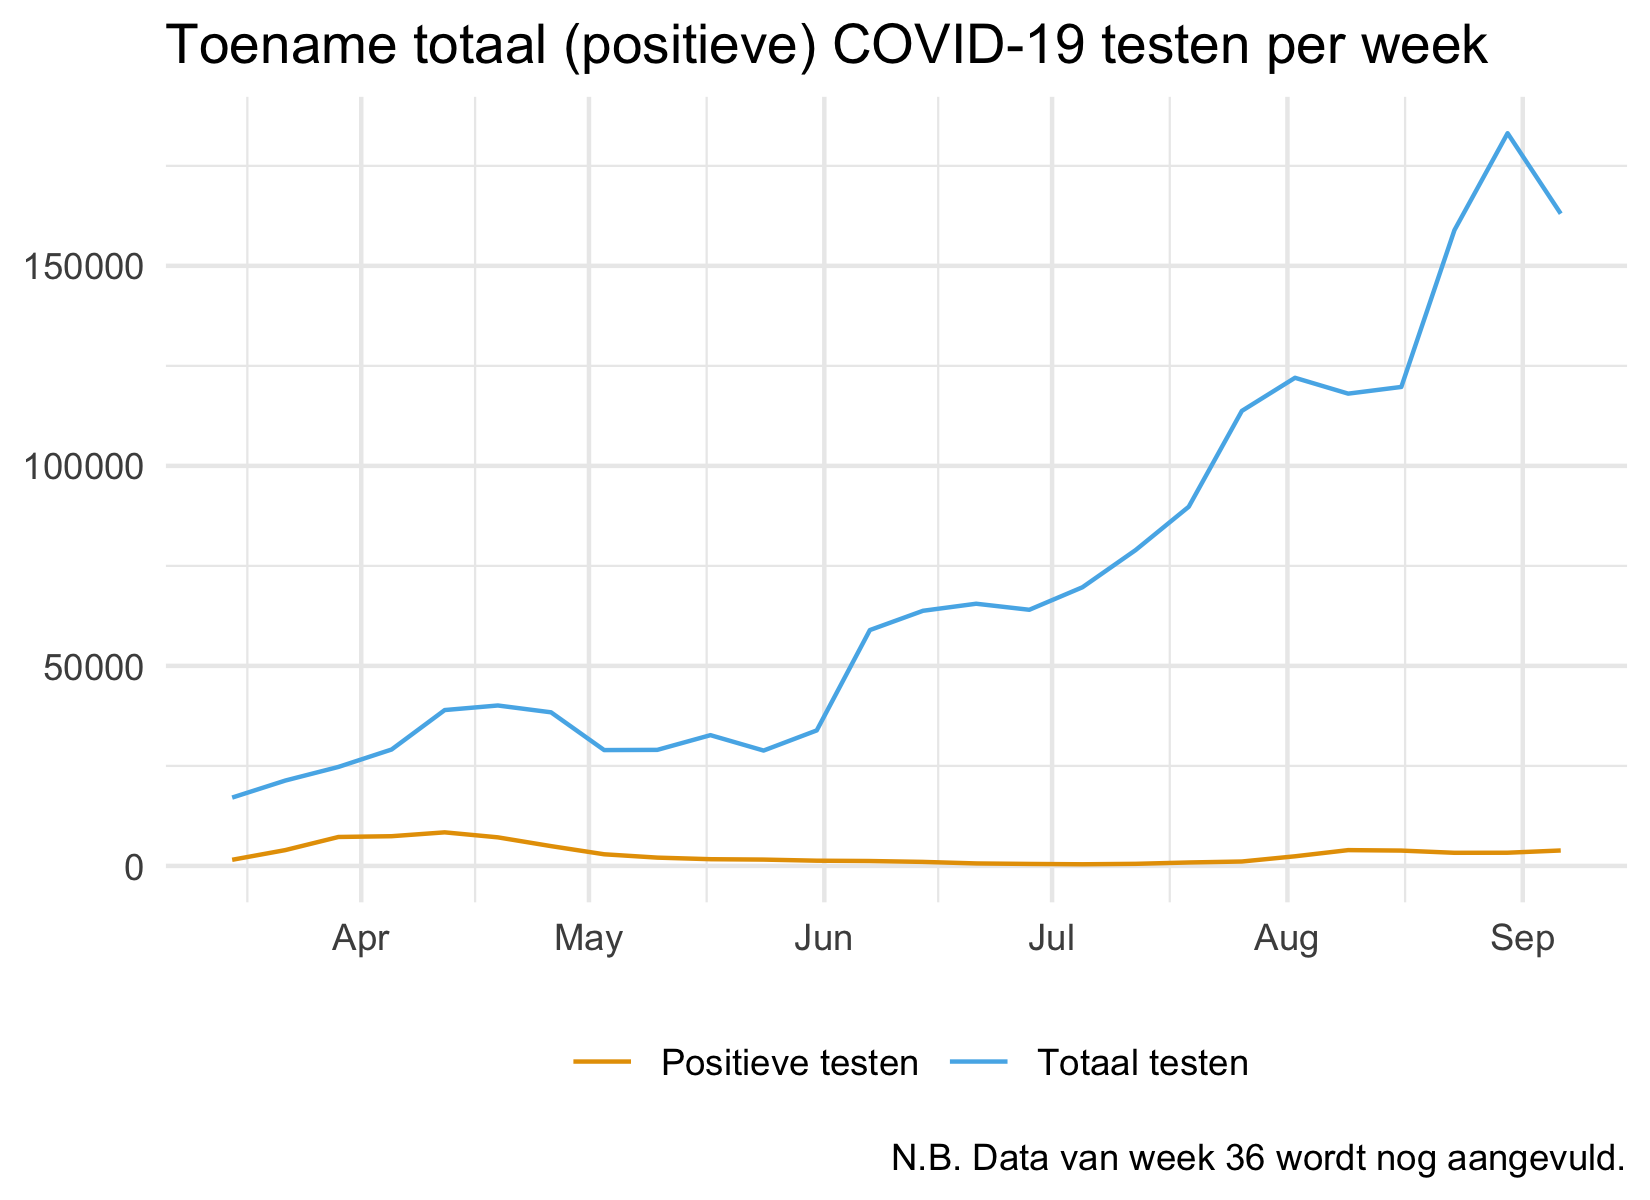 Toename totaal (positieve) COVID-19 testen per week
150000
100000
50000
0
Apr May Jun Jul Aug Sep
Positieve testen Totaal testen
N.B. Data van week 36 wordt nog aangevuld.